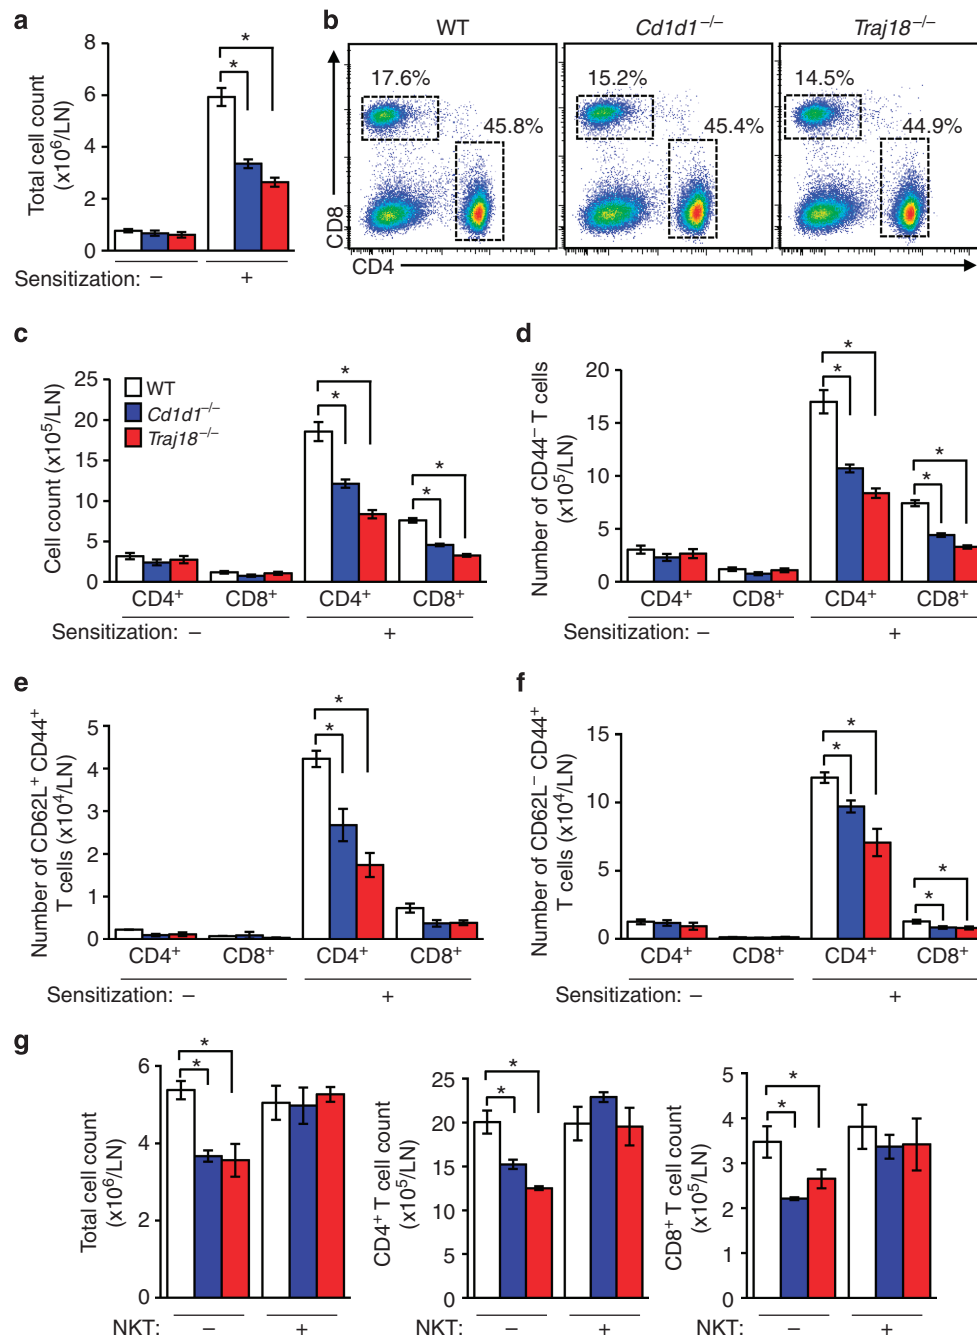 a
Total cell count
(x10⁶/LN)
8
6
4
2
0
*
*
Sensitization: – +
b
WT Cd1d1⁻/⁻ Traj18⁻/⁻
17.6% 15.2% 14.5%
45.8% 45.4% 44.9%
CD8
CD4
c
Cell count (x10⁵/LN)
25
20
15
10
5
0
WT
Cd1d1⁻/⁻
Traj18⁻/⁻
*
*
*
*
CD4⁺ CD8⁺ CD4⁺ CD8⁺
Sensitization: – +
d
Number of CD44⁻ T cells
(x10⁵/LN)
20
15
10
5
0
*
*
*
*
CD4⁺ CD8⁺ CD4⁺ CD8⁺
Sensitization: – +
e
Number of CD62L⁺ CD44⁺
T cells (x10⁴/LN)
5
4
3
2
1
0
*
*
CD4⁺ CD8⁺ CD4⁺ CD8⁺
Sensitization: – +
f
Number of CD62L⁻ CD44⁺
T cells (x10⁴/LN)
15
10
5
0
*
*
*
*
CD4⁺ CD8⁺ CD4⁺ CD8⁺
Sensitization: – +
g
Total cell count
(x10⁶/LN)
6
4
2
0
*
*
NKT: – +
CD4⁺ T cell count
(x10⁵/LN)
25
20
15
10
5
0
*
*
NKT: – +
CD8⁺ T cell count
(x10⁵/LN)
5
4
3
2
1
0
*
*
NKT: – +